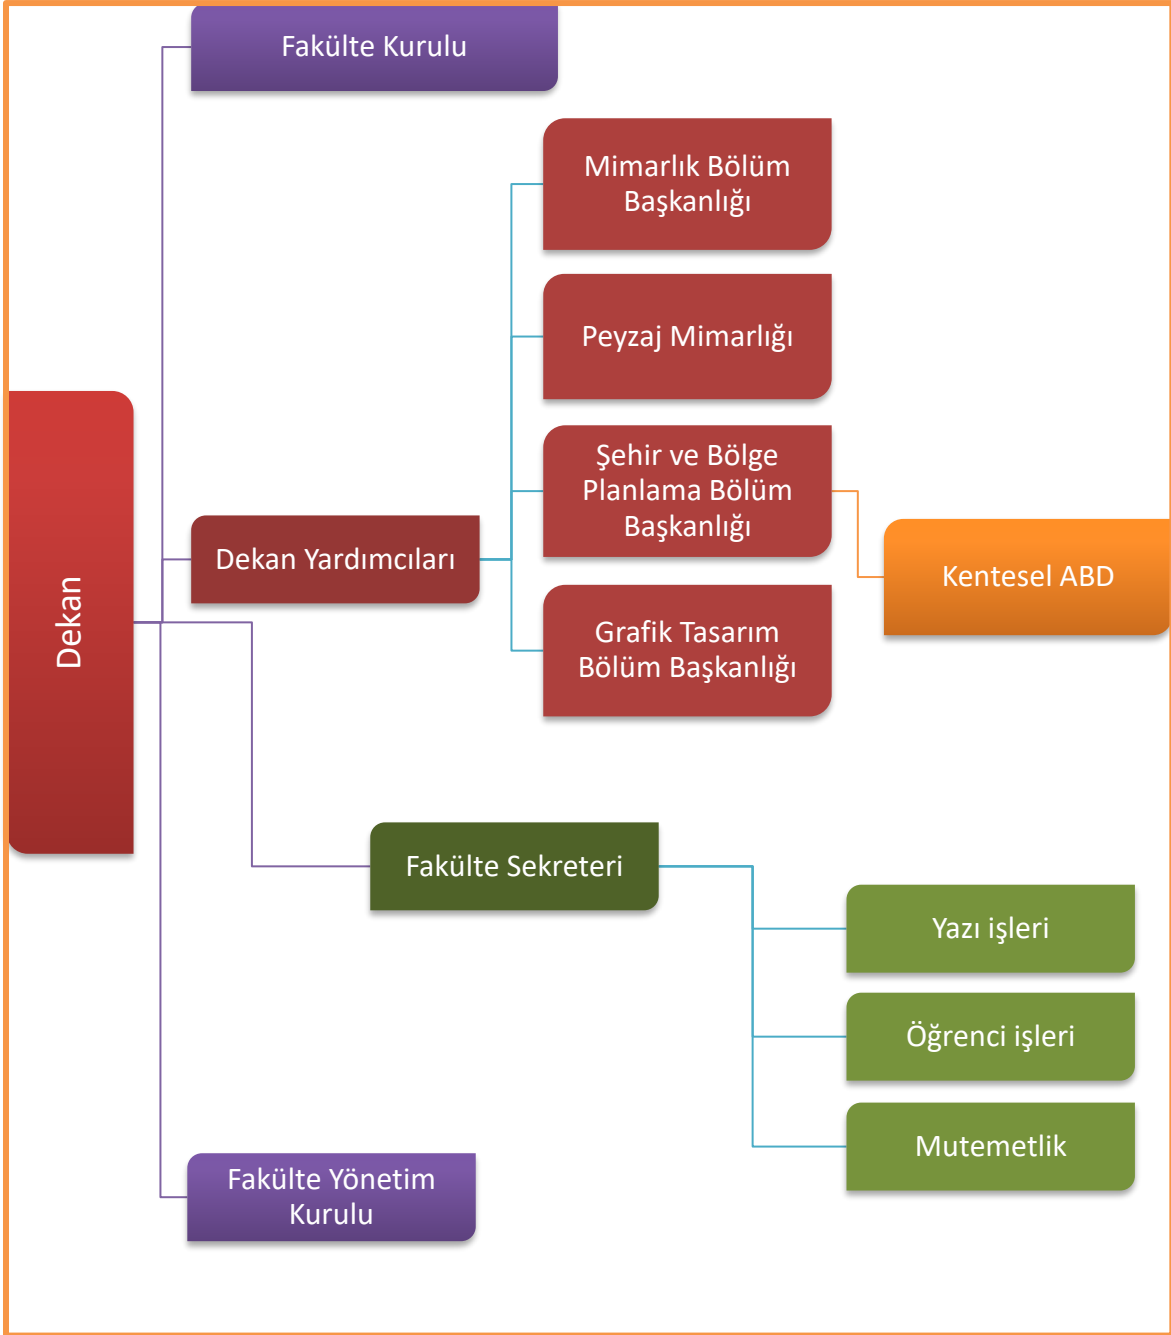 Fakülte Kurulu
Mimarlık Bölüm
Başkanlığı
Peyzaj Mimarlığı
Şehir ve Bölge
Planlama Bölüm
Başkanlığı
Kentesel ABD
Dekan Yardımcıları
Dekan
Grafik Tasarım
Bölüm Başkanlığı
Fakülte Sekreteri
Yazı işleri
Öğrenci işleri
Mutemetlik
Fakülte Yönetim
Kurulu